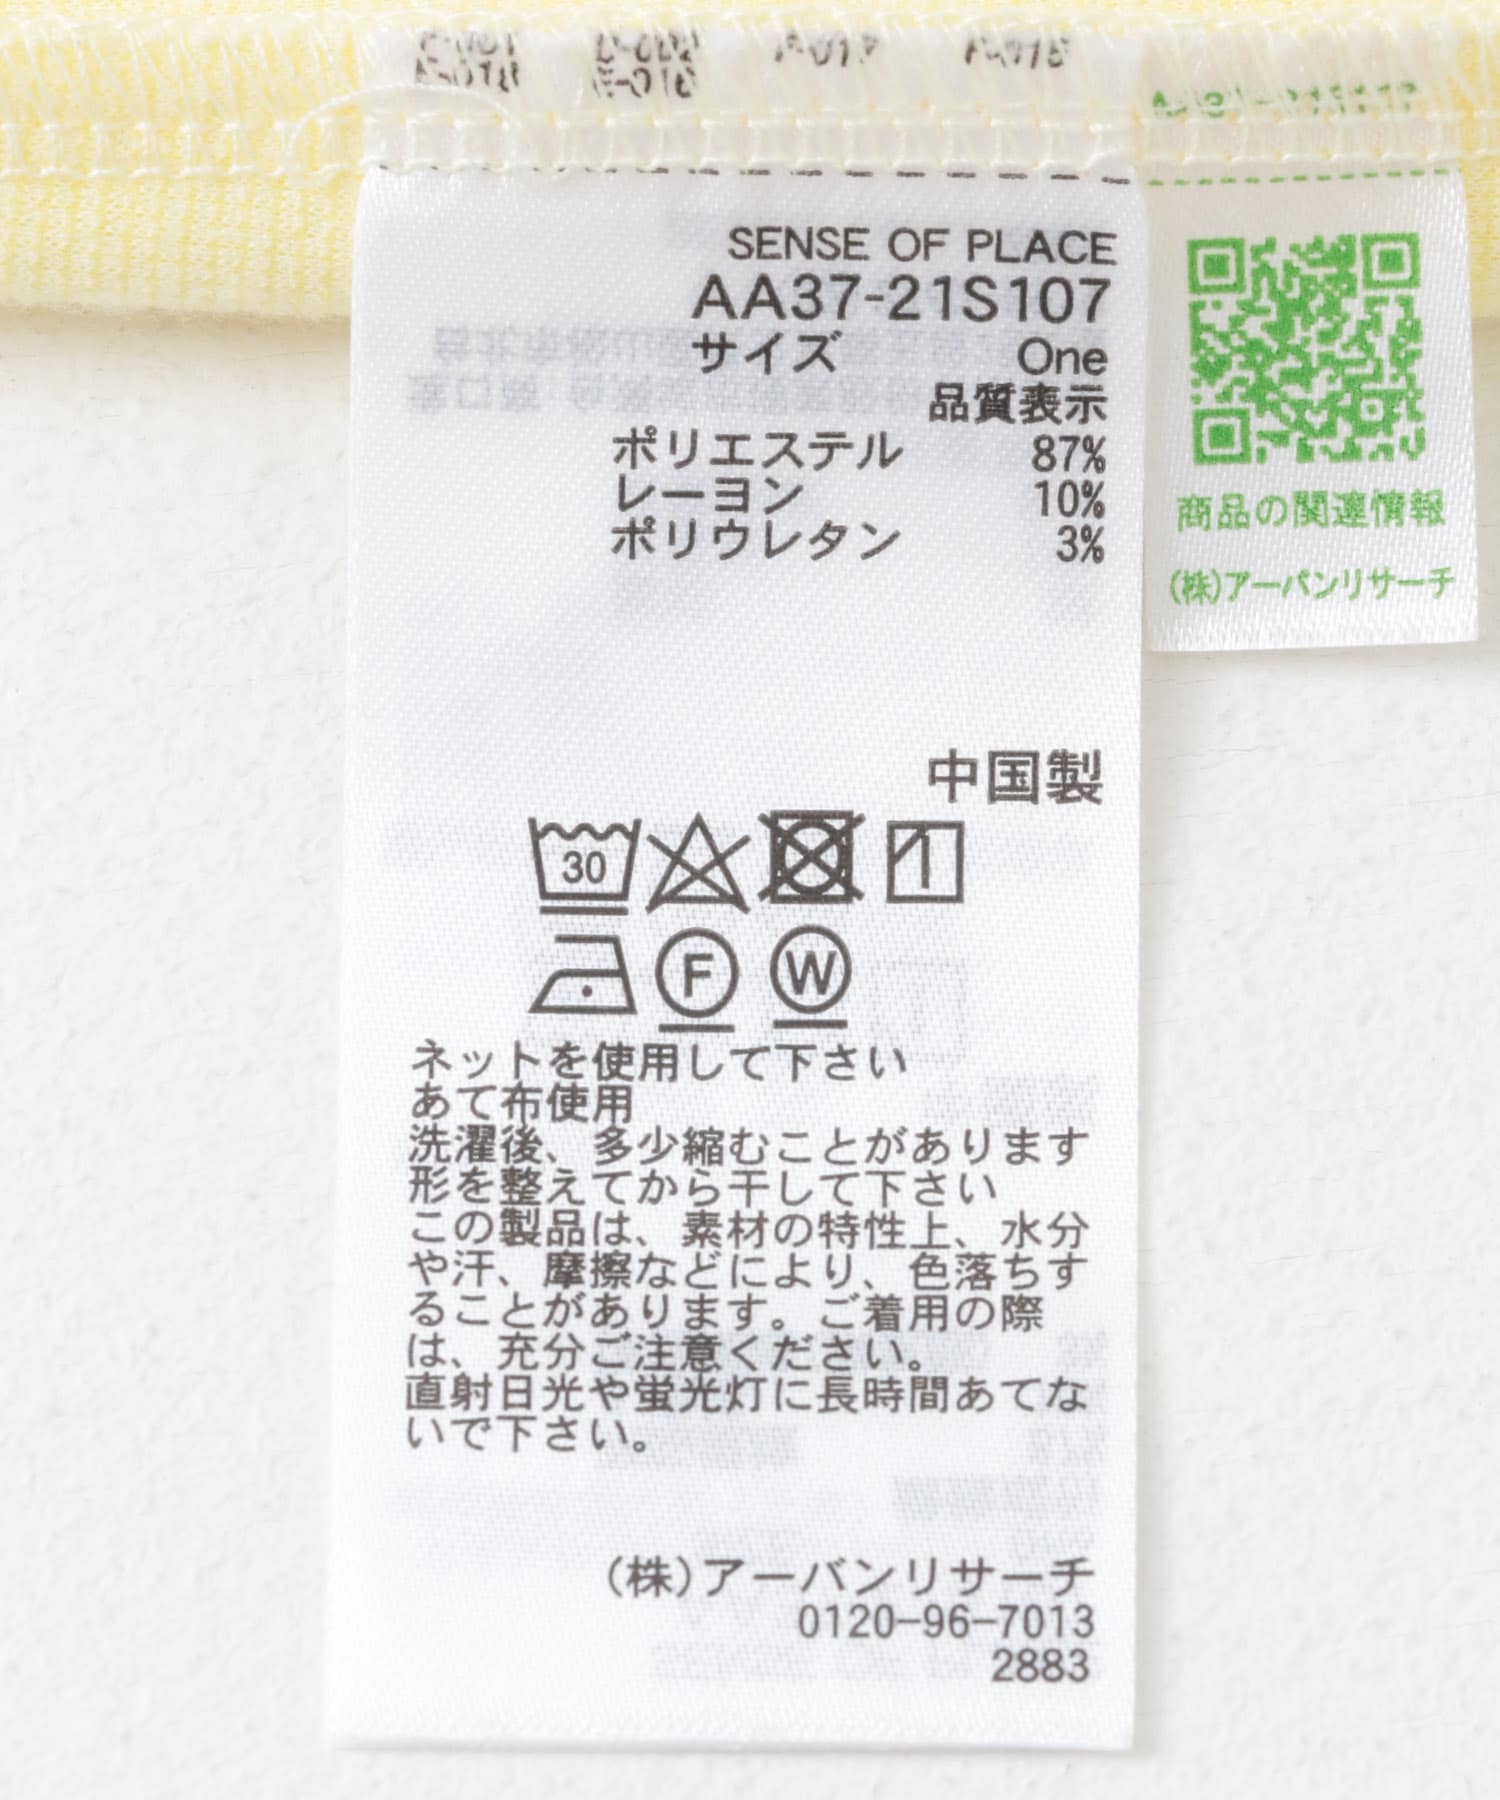 SENSE OF PLACE
AA37-21S107
サイズ One
品質表示
ポリエステル 87%
レーヨン 10%
ポリウレタン 3%
中国製
30
F W
ネットを使用して下さい
あて布使用
洗濯後、多少縮むことがあります
形を整えてから干して下さい
この製品は、素材の特性上、水分
や汗、摩擦などにより、色落ちす
ることがあります。ご着用の際
は、充分ご注意ください。
直射日光や蛍光灯に長時間あてな
いで下さい。
(株)アーバンリサーチ
0120-96-7013
2883
商品の関連情報
(株)アーバンリサーチ